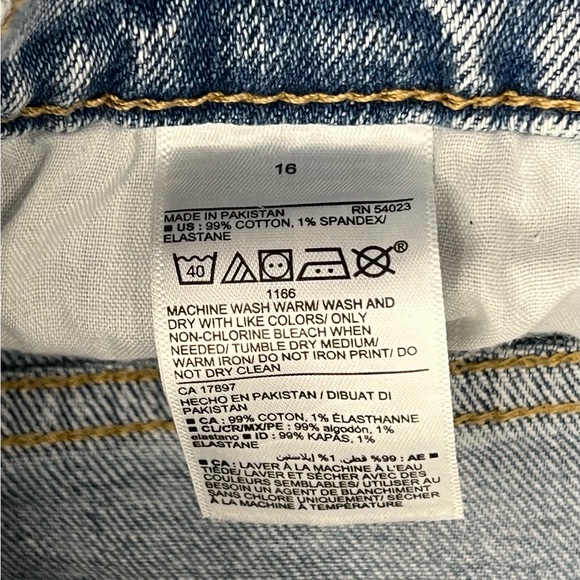 16
MADE IN PAKISTAN RN 54023
■ US : 99% COTTON, 1% SPANDEX/
ELASTANE
40 ®
1166
MACHINE WASH WARM/ WASH AND
DRY WITH LIKE COLORS/ ONLY
NON-CHLORINE BLEACH WHEN
NEEDED/ TUMBLE DRY MEDIUM/
WARM IRON/ DO NOT IRON PRINT/ DO
NOT DRY CLEAN
CA 17897
HECHO EN PAKISTAN / DIBUAT DI
PAKISTAN
■ CA : 99% COTON, 1% ÉLASTHANNE
■ CL/CR/MX/PE : 99% algodón, 1%
elastano ■ ID : 99% KAPAS, 1%
ELASTANE
■ AE : 99% قطن, 1% إيلاستين
■ CA : LAVER À LA MACHINE À L'EAU
TIÈDE/ LAVER ET SÉCHER AVEC DES
COULEURS SEMBLABLES/ UTILISER AU
BESOIN UN AGENT DE BLANCHIMENT
SANS CHLORE UNIQUEMENT/ SÉCHER
À LA MACHINE À TEMPÉRATURE